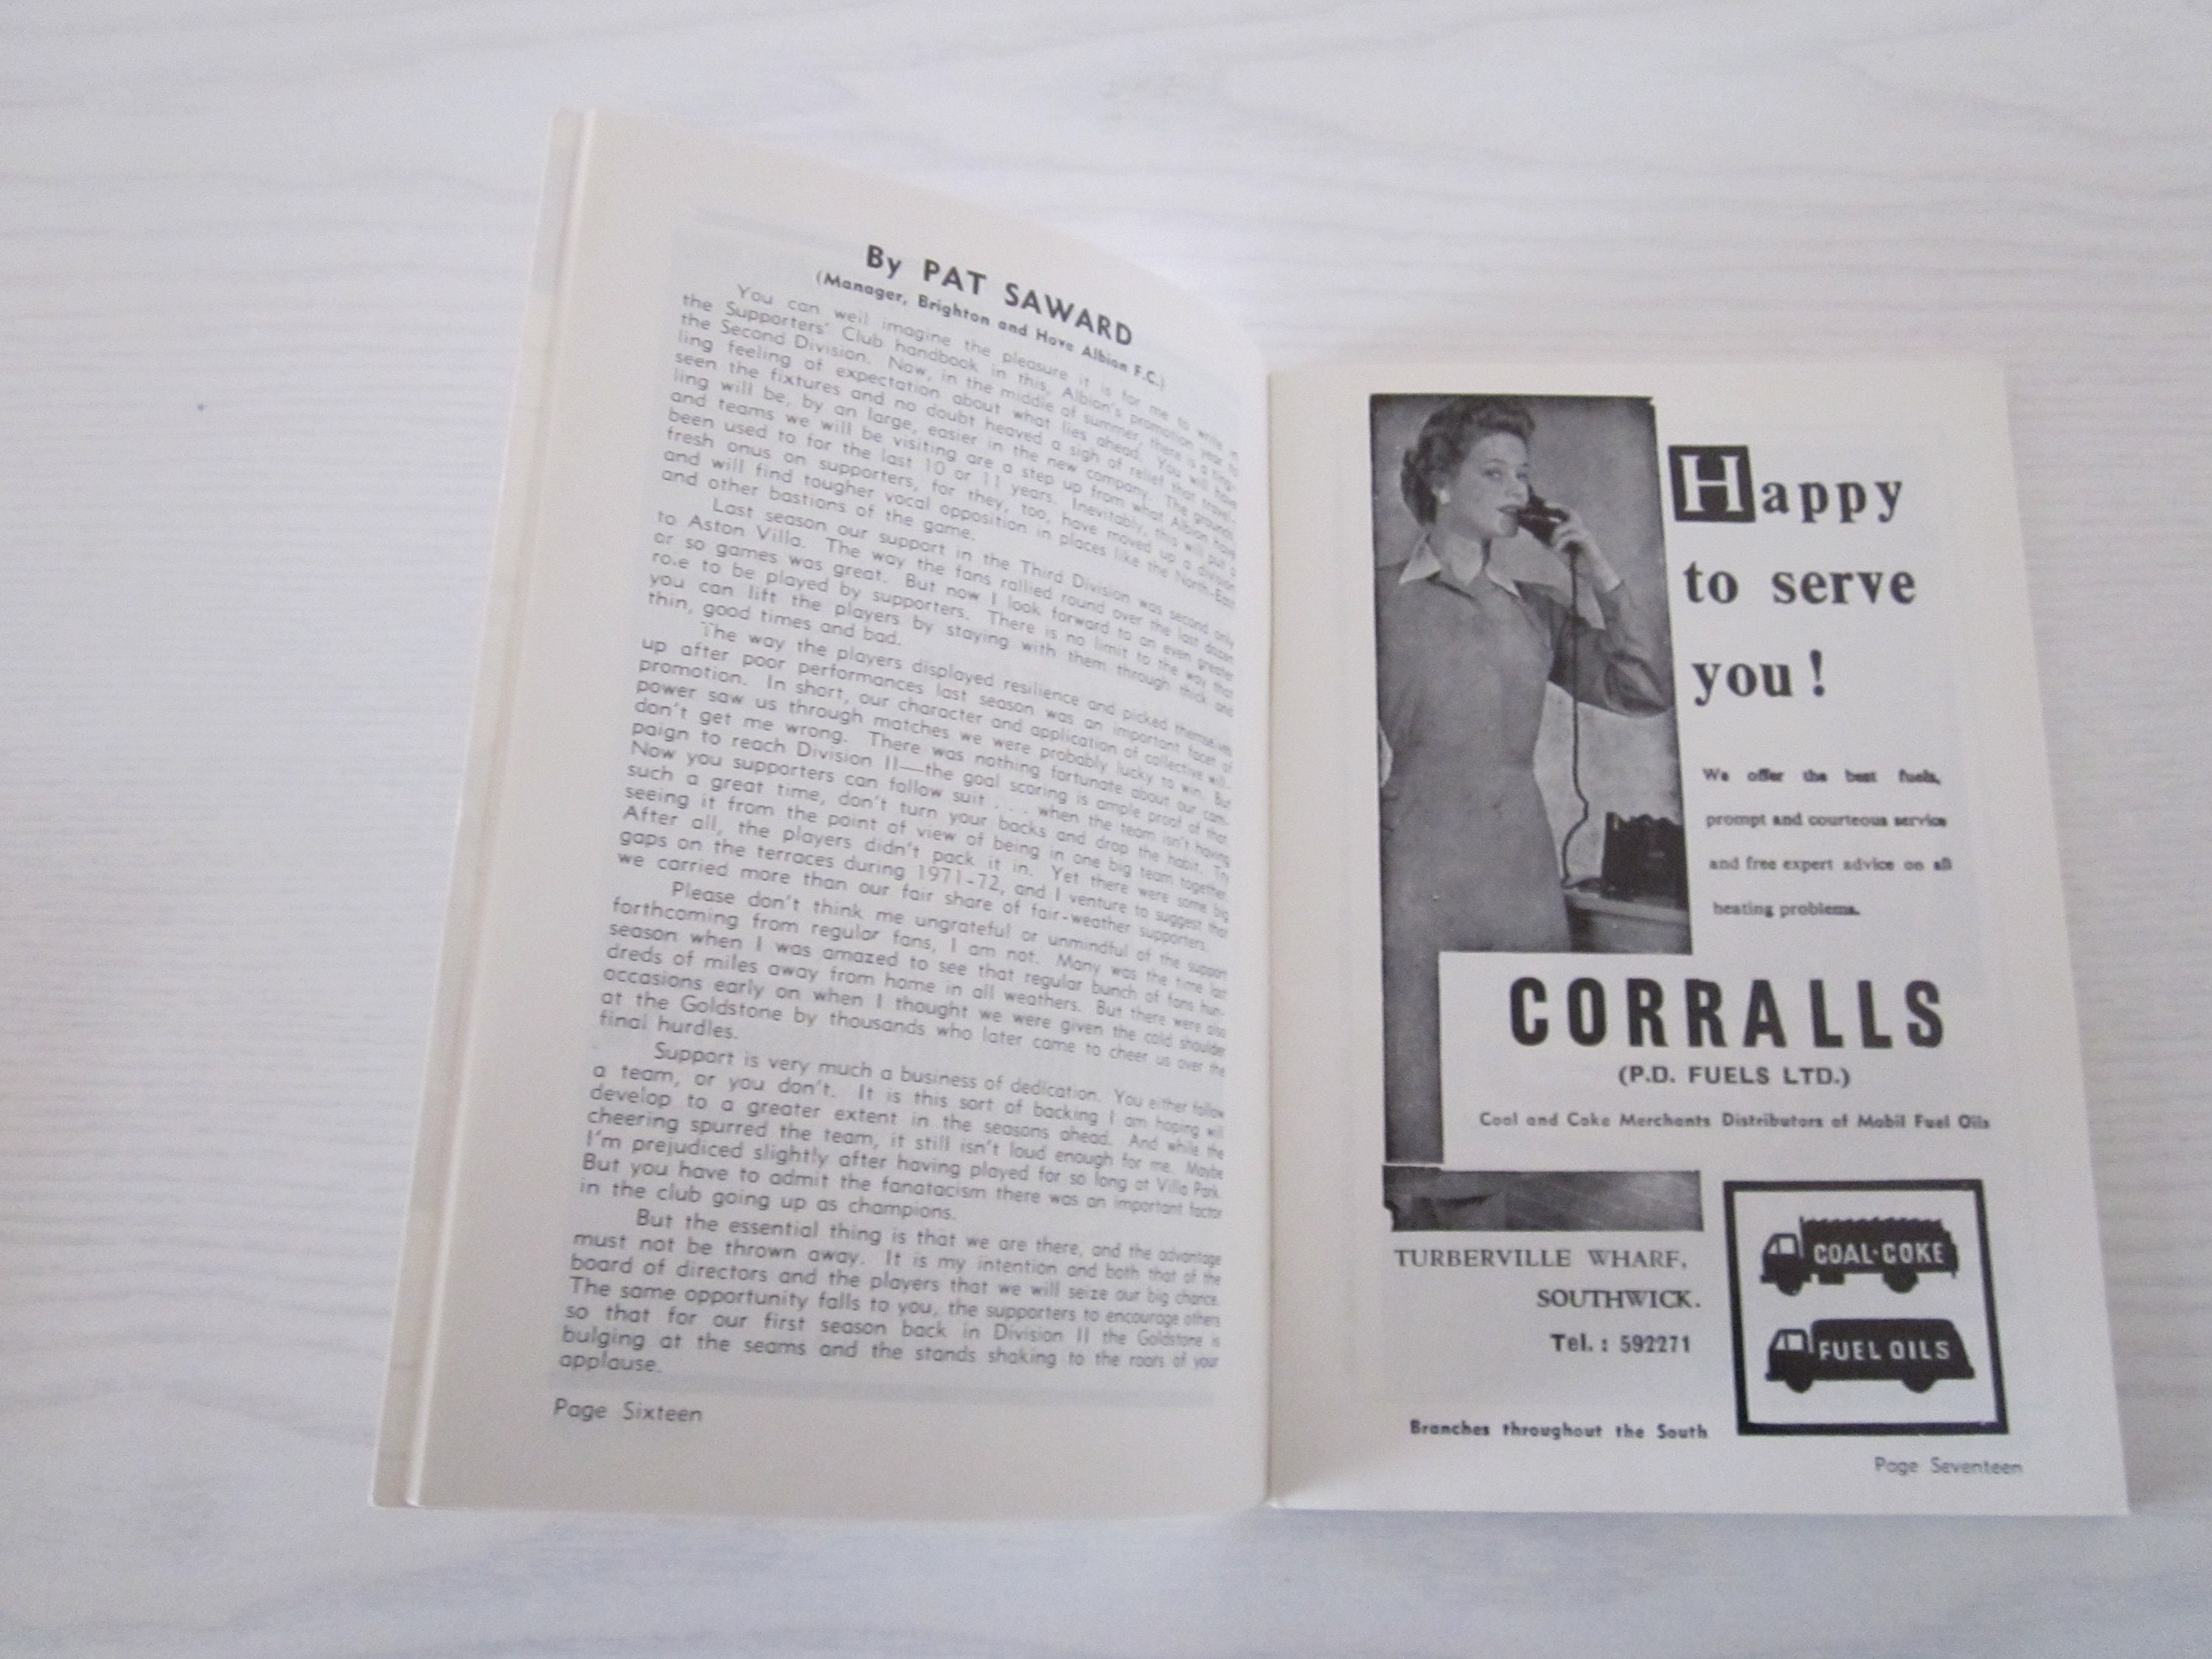 By PAT SAWARD
(Manager, Brighton and Hove Albion F.C.)
You can well imagine the pleasure it is for me to write in
the Supporters' Club handbook in this, Albion's promotion year to
the Second Division. Now, in the middle of summer, there is a ting-
ling feeling of expectation about what lies ahead. You will have
seen the fixtures and no doubt heaved a sigh of relief that travel-
ling will be, by an large, easier in the new company. The grounds
and teams we will be visiting are a step up from what Albion have
been used to for the last 10 or 11 years. Inevitably, this will put a
fresh onus on supporters, for they, too, have moved up a division
and will find tougher vocal opposition in places like the North-East
and other bastions of the game.
Last season our support in the Third Division was second only
to Aston Villa. The way the fans rallied round over the last dozen
or so games was great. But now I look forward to an even greater
role to be played by supporters. There is no limit to the way that
you can lift the players by staying with them through thick and
thin, good times and bad.
The way the players displayed resilience and picked themselves
up after poor performances last season was an important facet of
promotion. In short, our character and application of collective will-
power saw us through matches we were probably lucky to win. But
don't get me wrong. There was nothing fortunate about our cam-
paign to reach Division II—the goal scoring is ample proof of that.
Now you supporters can follow suit . . . when the team isn't having
such a great time, don't turn your backs and drop the habit. Try
seeing it from the point of view of being in one big team together.
After all, the players didn't pack it in. Yet there were some big
gaps on the terraces during 1971-72, and I venture to suggest that
we carried more than our fair share of fair-weather supporters.
Please don't think me ungrateful or unmindful of the support
forthcoming from regular fans, I am not. Many was the time last
season when I was amazed to see that regular bunch of fans hun-
dreds of miles away from home in all weathers. But there were also
occasions early on when I thought we were given the cold shoulder
at the Goldstone by thousands who later came to cheer us over the
final hurdles.
Support is very much a business of dedication. You either follow
a team, or you don't. It is this sort of backing I am hoping will
develop to a greater extent in the seasons ahead. And while the
cheering spurred the team, it still isn't loud enough for me. Maybe
I'm prejudiced slightly after having played for so long at Villa Park.
But you have to admit the fanatacism there was an important factor
in the club going up as champions.
But the essential thing is that we are there, and the advantage
must not be thrown away. It is my intention and both that of the
board of directors and the players that we will seize our big chance.
The same opportunity falls to you, the supporters to encourage others
so that for our first season back in Division II the Goldstone is
bulging at the seams and the stands shaking to the roars of your
applause.
Page Sixteen
Happy
to serve
you!
We offer the best fuels,
prompt and courteous service
and free expert advice on all
heating problems.
CORRALLS
(P.D. FUELS LTD.)
Coal and Coke Merchants Distributors of Mobil Fuel Oils
TURBERVILLE WHARF,
SOUTHWICK.
Tel. : 592271
COAL·COKE
FUEL OILS
Branches throughout the South
Page Seventeen